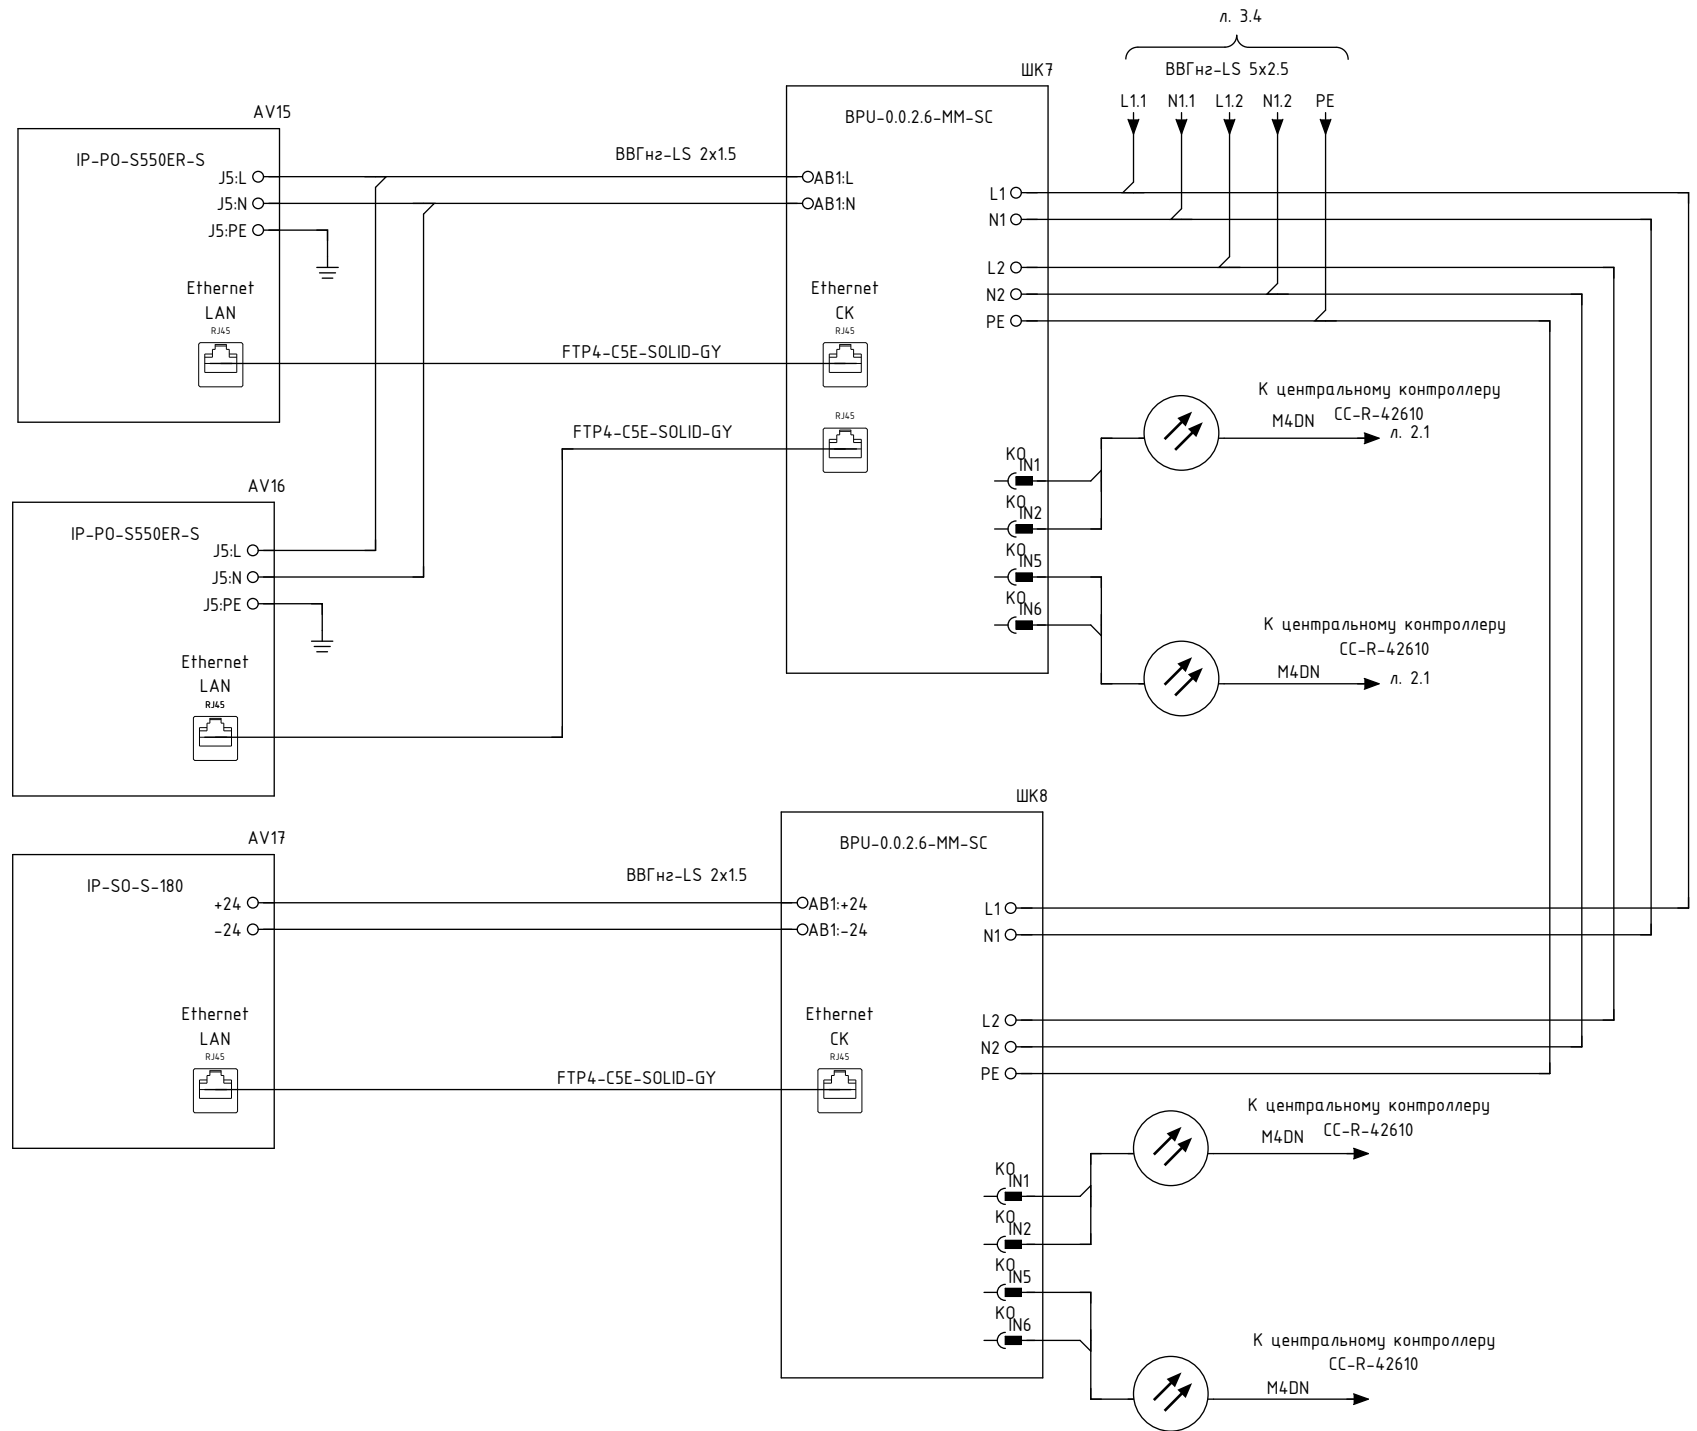 л. 3.4
ВВГнг-LS 5x2.5
L1.1 N1.1 L1.2 N1.2 PE
ШК7
BPU-0.0.2.6-MM-SC
AV15
IP-PO-S550ER-S
J5:L
J5:N
J5:PE
Ethernet
LAN
RJ45
ВВГнг-LS 2x1.5
AB1:L
AB1:N
Ethernet
CK
RJ45
FTP4-C5E-SOLID-GY
RJ45
FTP4-C5E-SOLID-GY
L1
N1
L2
N2
PE
KO
IN1
KO
IN2
KO
IN5
KO
IN6
К центральному контроллеру
CC-R-42610
M4DN
л. 2.1
К центральному контроллеру
CC-R-42610
M4DN
л. 2.1
AV16
IP-PO-S550ER-S
J5:L
J5:N
J5:PE
Ethernet
LAN
RJ45
ШК8
BPU-0.0.2.6-MM-SC
AV17
IP-SO-S-180
+24
-24
Ethernet
LAN
RJ45
ВВГнг-LS 2x1.5
AB1:+24
AB1:-24
Ethernet
CK
RJ45
FTP4-C5E-SOLID-GY
L1
N1
L2
N2
PE
KO
IN1
KO
IN2
KO
IN5
KO
IN6
К центральному контроллеру
CC-R-42610
M4DN
К центральному контроллеру
CC-R-42610
M4DN